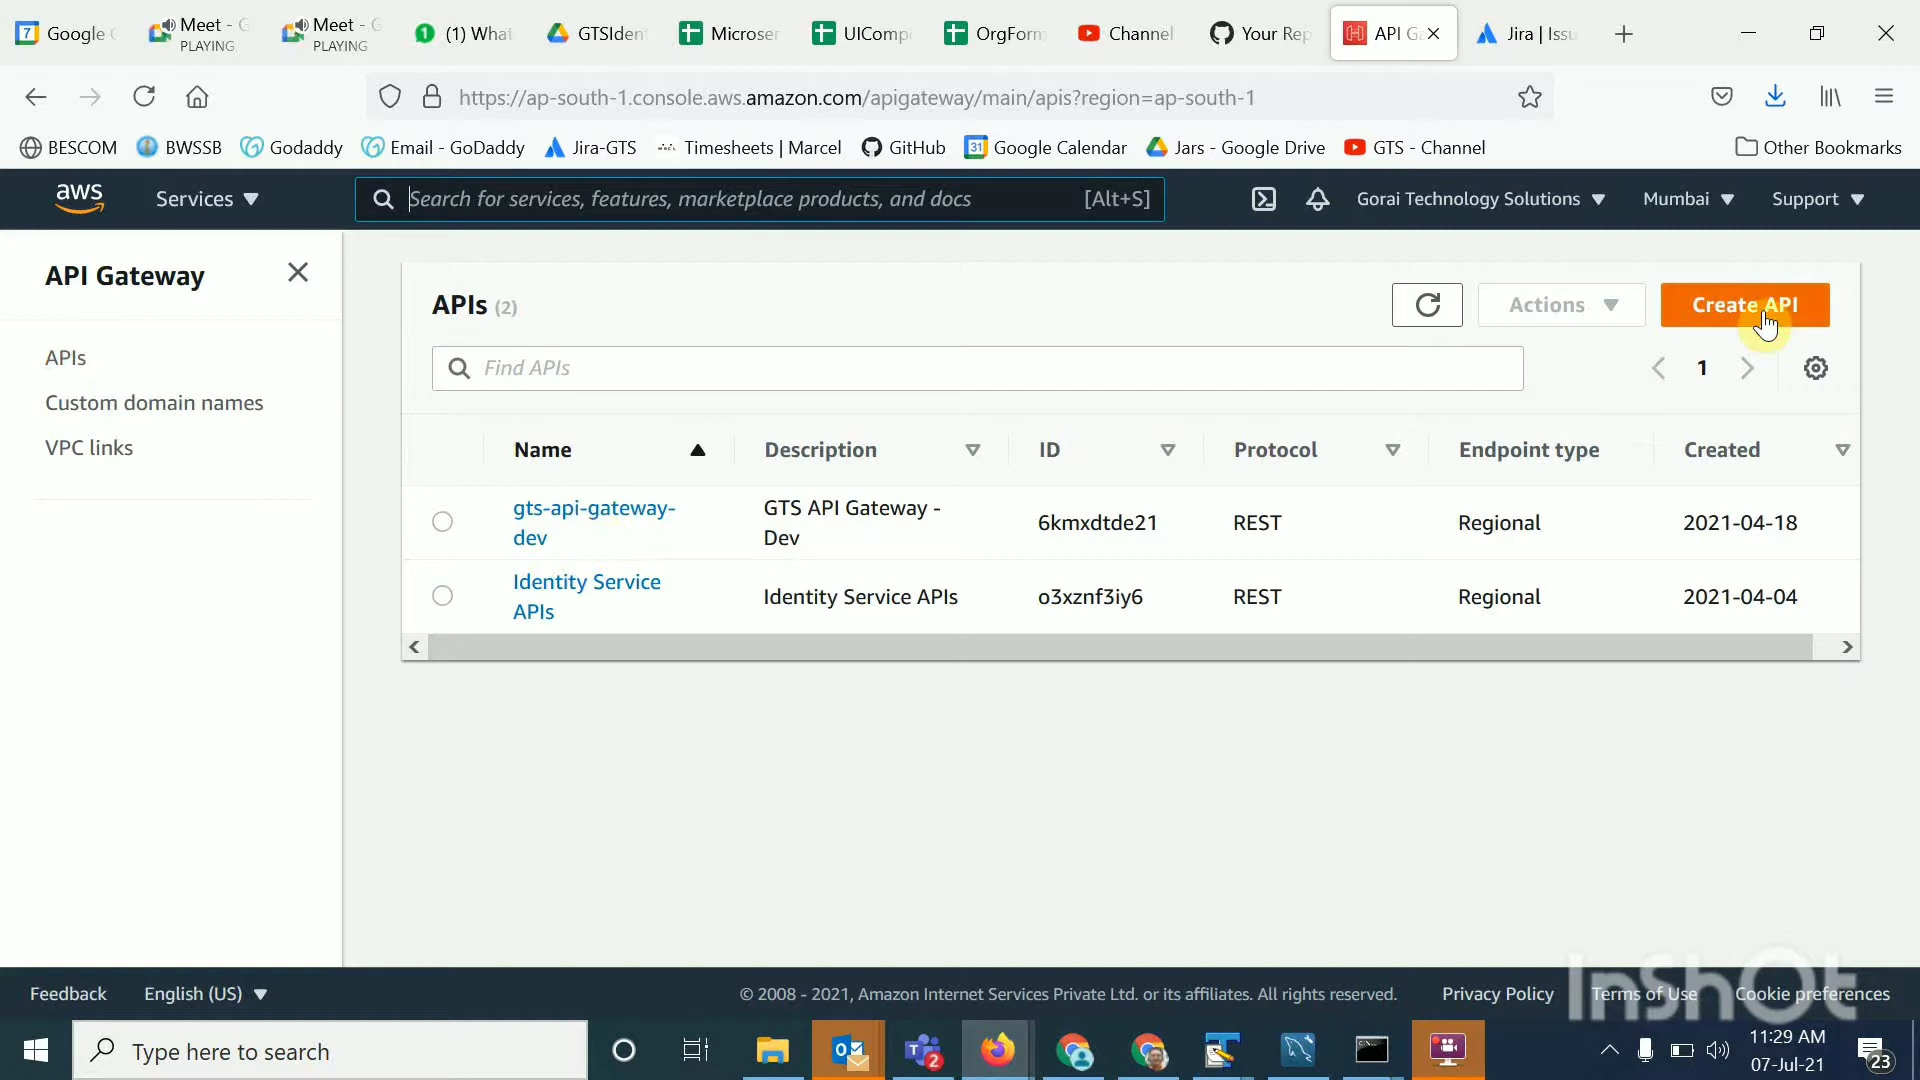 Google
Meet - G
PLAYING
Meet - G
PLAYING
(1) What
GTSIden
Microser
UIComp
OrgForm
Channel
Your Rep
API Ga
Jira | Issu
https://ap-south-1.console.aws.amazon.com/apigateway/main/apis?region=ap-south-1
BESCOM
BWSSB
Godaddy
Email - GoDaddy
Jira-GTS
Timesheets | Marcel
GitHub
31
Google Calendar
Jars - Google Drive
GTS - Channel
Other Bookmarks
aws
Services
Search for services, features, marketplace products, and docs
[Alt+S]
Gorai Technology Solutions
Mumbai
Support
API Gateway
APIs
Custom domain names
VPC links
APIs (2)
Actions
Create API
Find APIs
1
Name
Description
ID
Protocol
Endpoint type
Created
gts-api-gateway-
dev
GTS API Gateway -
Dev
6kmxdtde21
REST
Regional
2021-04-18
Identity Service
APIs
Identity Service APIs
o3xznf3iy6
REST
Regional
2021-04-04
Feedback
English (US)
© 2008 - 2021, Amazon Internet Services Private Ltd. or its affiliates. All rights reserved.
Privacy Policy
Terms of Use
Cookie preferences
InShOt
Type here to search
2
11:29 AM
07-Jul-21
23